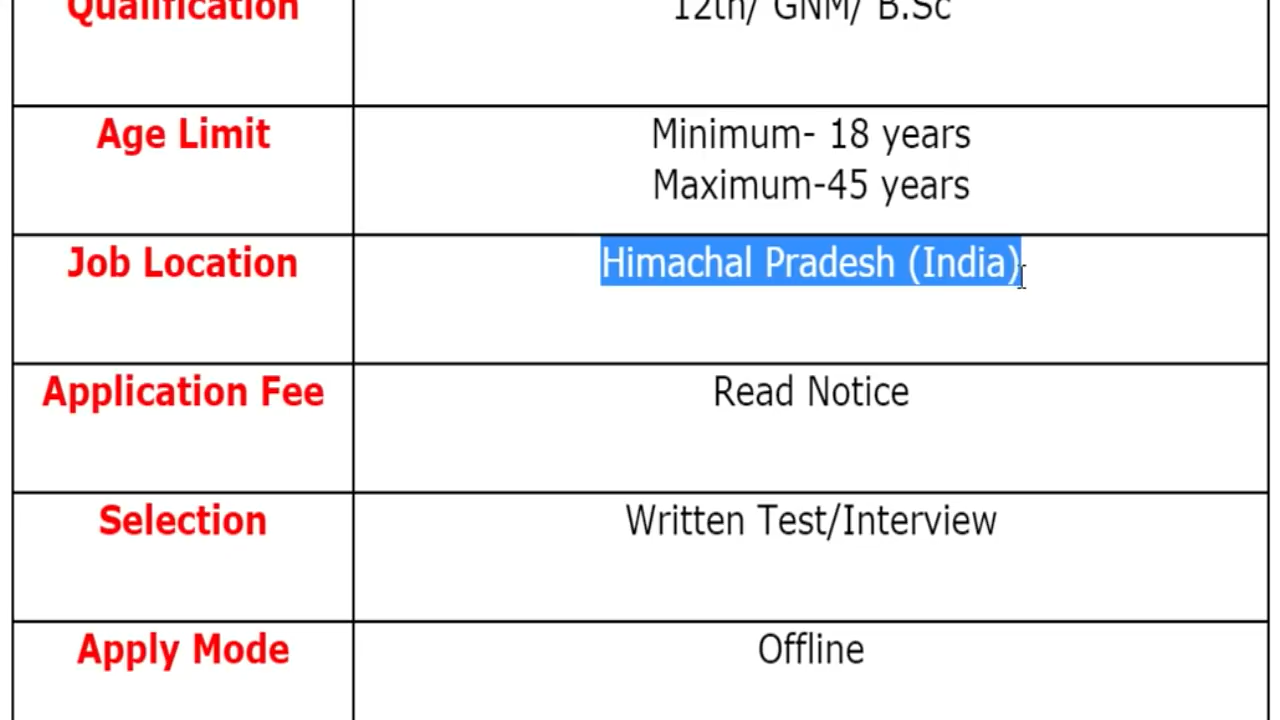 Qualification 12th/ GNM/ B.Sc
Age Limit Minimum- 18 years
Maximum-45 years
Job Location Himachal Pradesh (India)
Application Fee Read Notice
Selection Written Test/Interview
Apply Mode Offline